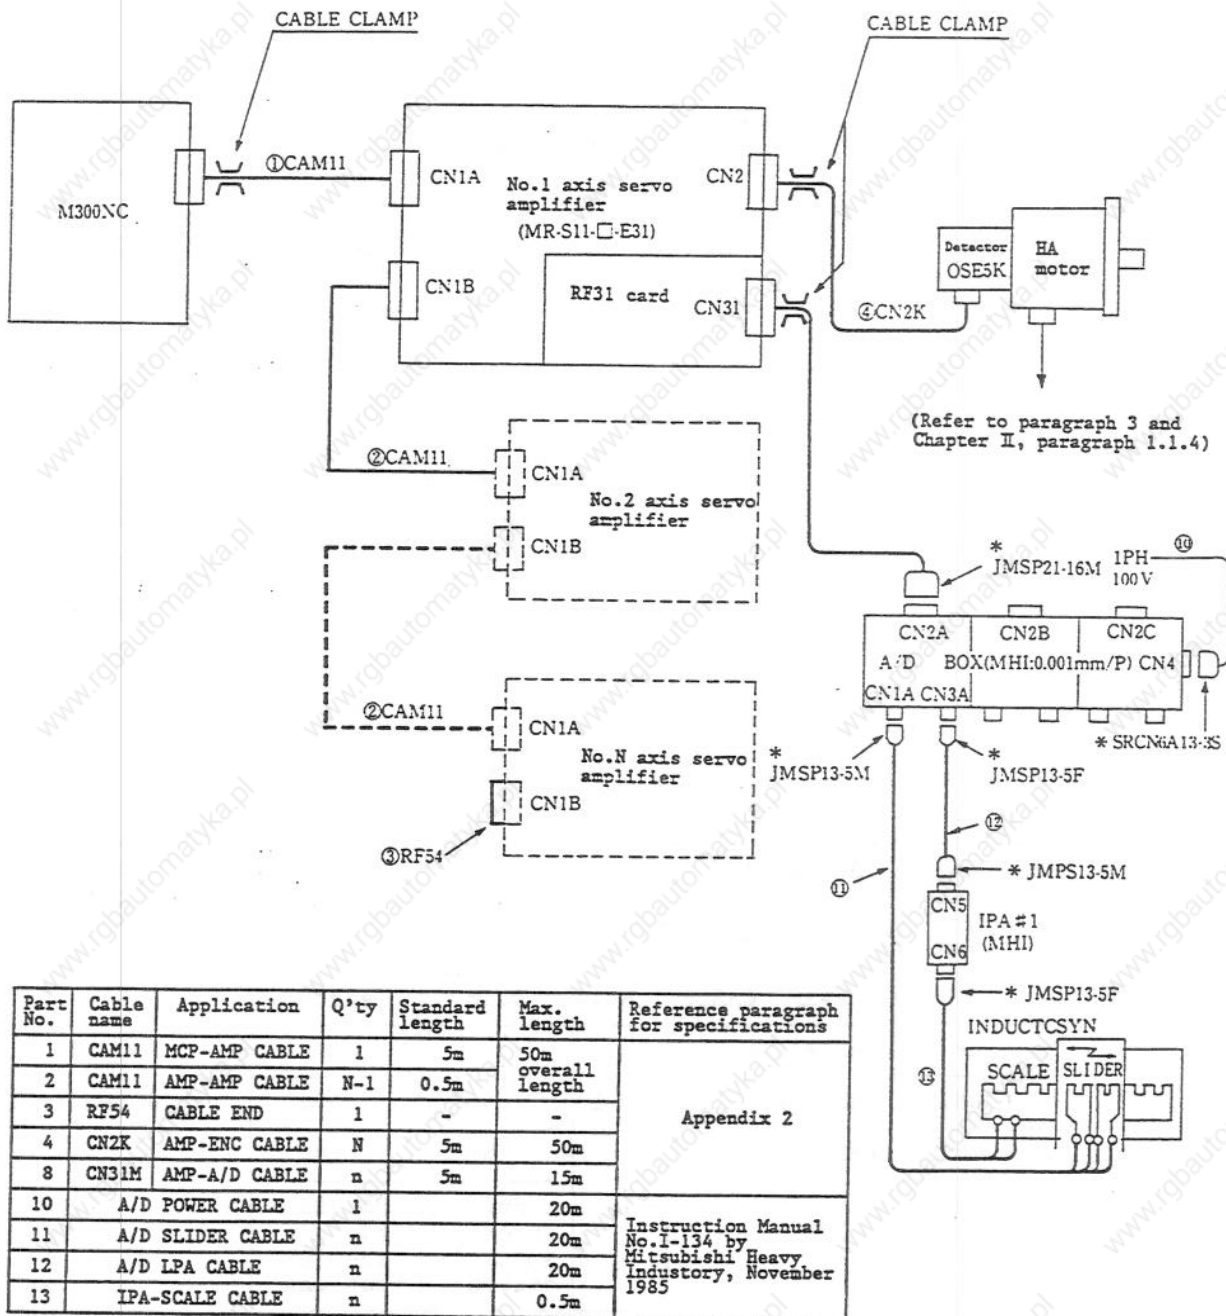 CABLE CLAMP
CABLE CLAMP
①CAM11
M300NC
CN1A
No.1 axis servo
amplifier
(MR-S11-□-E31)
CN2
CN1B
RF31 card
CN31
Detector
OSE5K
HA
motor
④CN2K
(Refer to paragraph 3 and
Chapter II, paragraph 1.1.4)
②CAM11
CN1A
No.2 axis servo
amplifier
CN1B
*
JMSP21-16M
1PH
100V
⑩
CN2A
CN2B
CN2C
A/D
BOX(MHI:0.001mm/P) CN4
CN1A CN3A
②CAM11
CN1A
No.N axis servo
amplifier
CN1B
③RF54
*
JMSP13-5M
*
JMSP13-5F
* SRCN6A13-3S
⑫
⑪
* JMPS13-5M
CN5
CN6
IPA #1
(MHI)
* JMSP13-5F
INDUCTCSYN
⑬
SCALE
SLIDER
Part No. Cable name Application Q'ty Standard length Max. length Reference paragraph for specifications
1 CAM11 MCP-AMP CABLE 1 5m 50m overall length
2 CAM11 AMP-AMP CABLE N-1 0.5m
3 RF54 CABLE END 1 - - Appendix 2
4 CN2K AMP-ENC CABLE N 5m 50m
8 CN31M AMP-A/D CABLE n 5m 15m
10 A/D POWER CABLE 1 20m
11 A/D SLIDER CABLE n 20m
12 A/D LPA CABLE n 20m
13 IPA-SCALE CABLE n 0.5m
Instruction Manual
No.I-134 by
Mitsubishi Heavy
Industory, November
1985
www.rgbautomatyka.pl